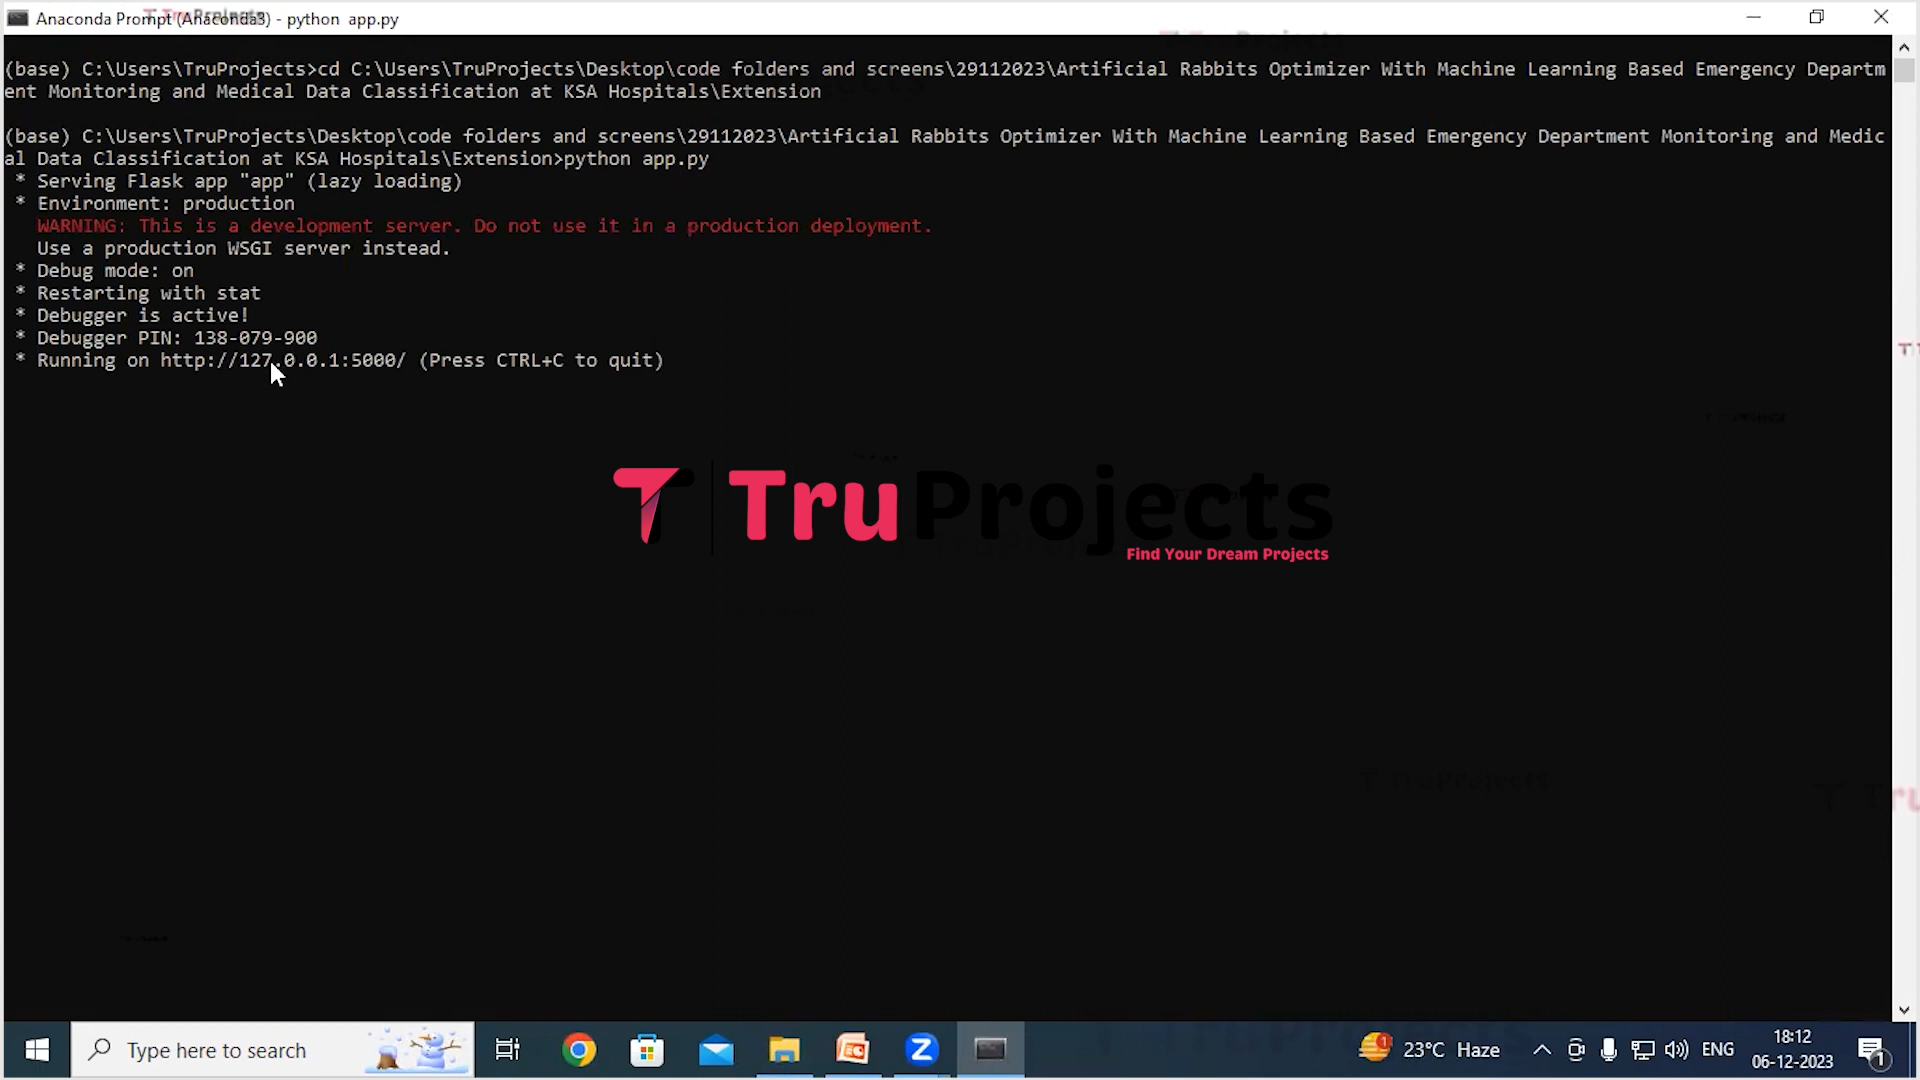 Anaconda Prompt (Anaconda3) - python  app.py
(base) C:\Users\TruProjects>cd C:\Users\TruProjects\Desktop\code folders and screens\29112023\Artificial Rabbits Optimizer With Machine Learning Based Emergency Departm
ent Monitoring and Medical Data Classification at KSA Hospitals\Extension
(base) C:\Users\TruProjects\Desktop\code folders and screens\29112023\Artificial Rabbits Optimizer With Machine Learning Based Emergency Department Monitoring and Medic
al Data Classification at KSA Hospitals\Extension>python app.py
* Serving Flask app "app" (lazy loading)
* Environment: production
WARNING: This is a development server. Do not use it in a production deployment.
Use a production WSGI server instead.
* Debug mode: on
* Restarting with stat
* Debugger is active!
* Debugger PIN: 138-079-900
* Running on http://127.0.0.1:5000/ (Press CTRL+C to quit)
TruProjects
Find Your Dream Projects
TruProjects
Type here to search
23°C Haze
ENG
18:12
06-12-2023
1